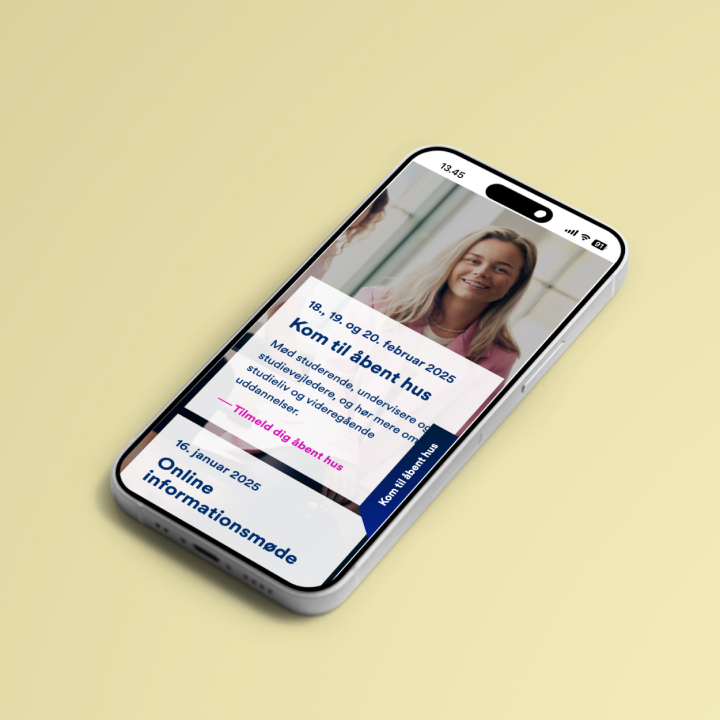 13.45
91
18., 19. og 20. februar 2025
Kom til åbent hus
Mød studerende, undervisere og
studievejledere, og hør mere om
studieliv og videregående
uddannelser.
— Tilmeld dig åbent hus
Kom til åbent hus
16. januar 2025
Online
informationsmøde